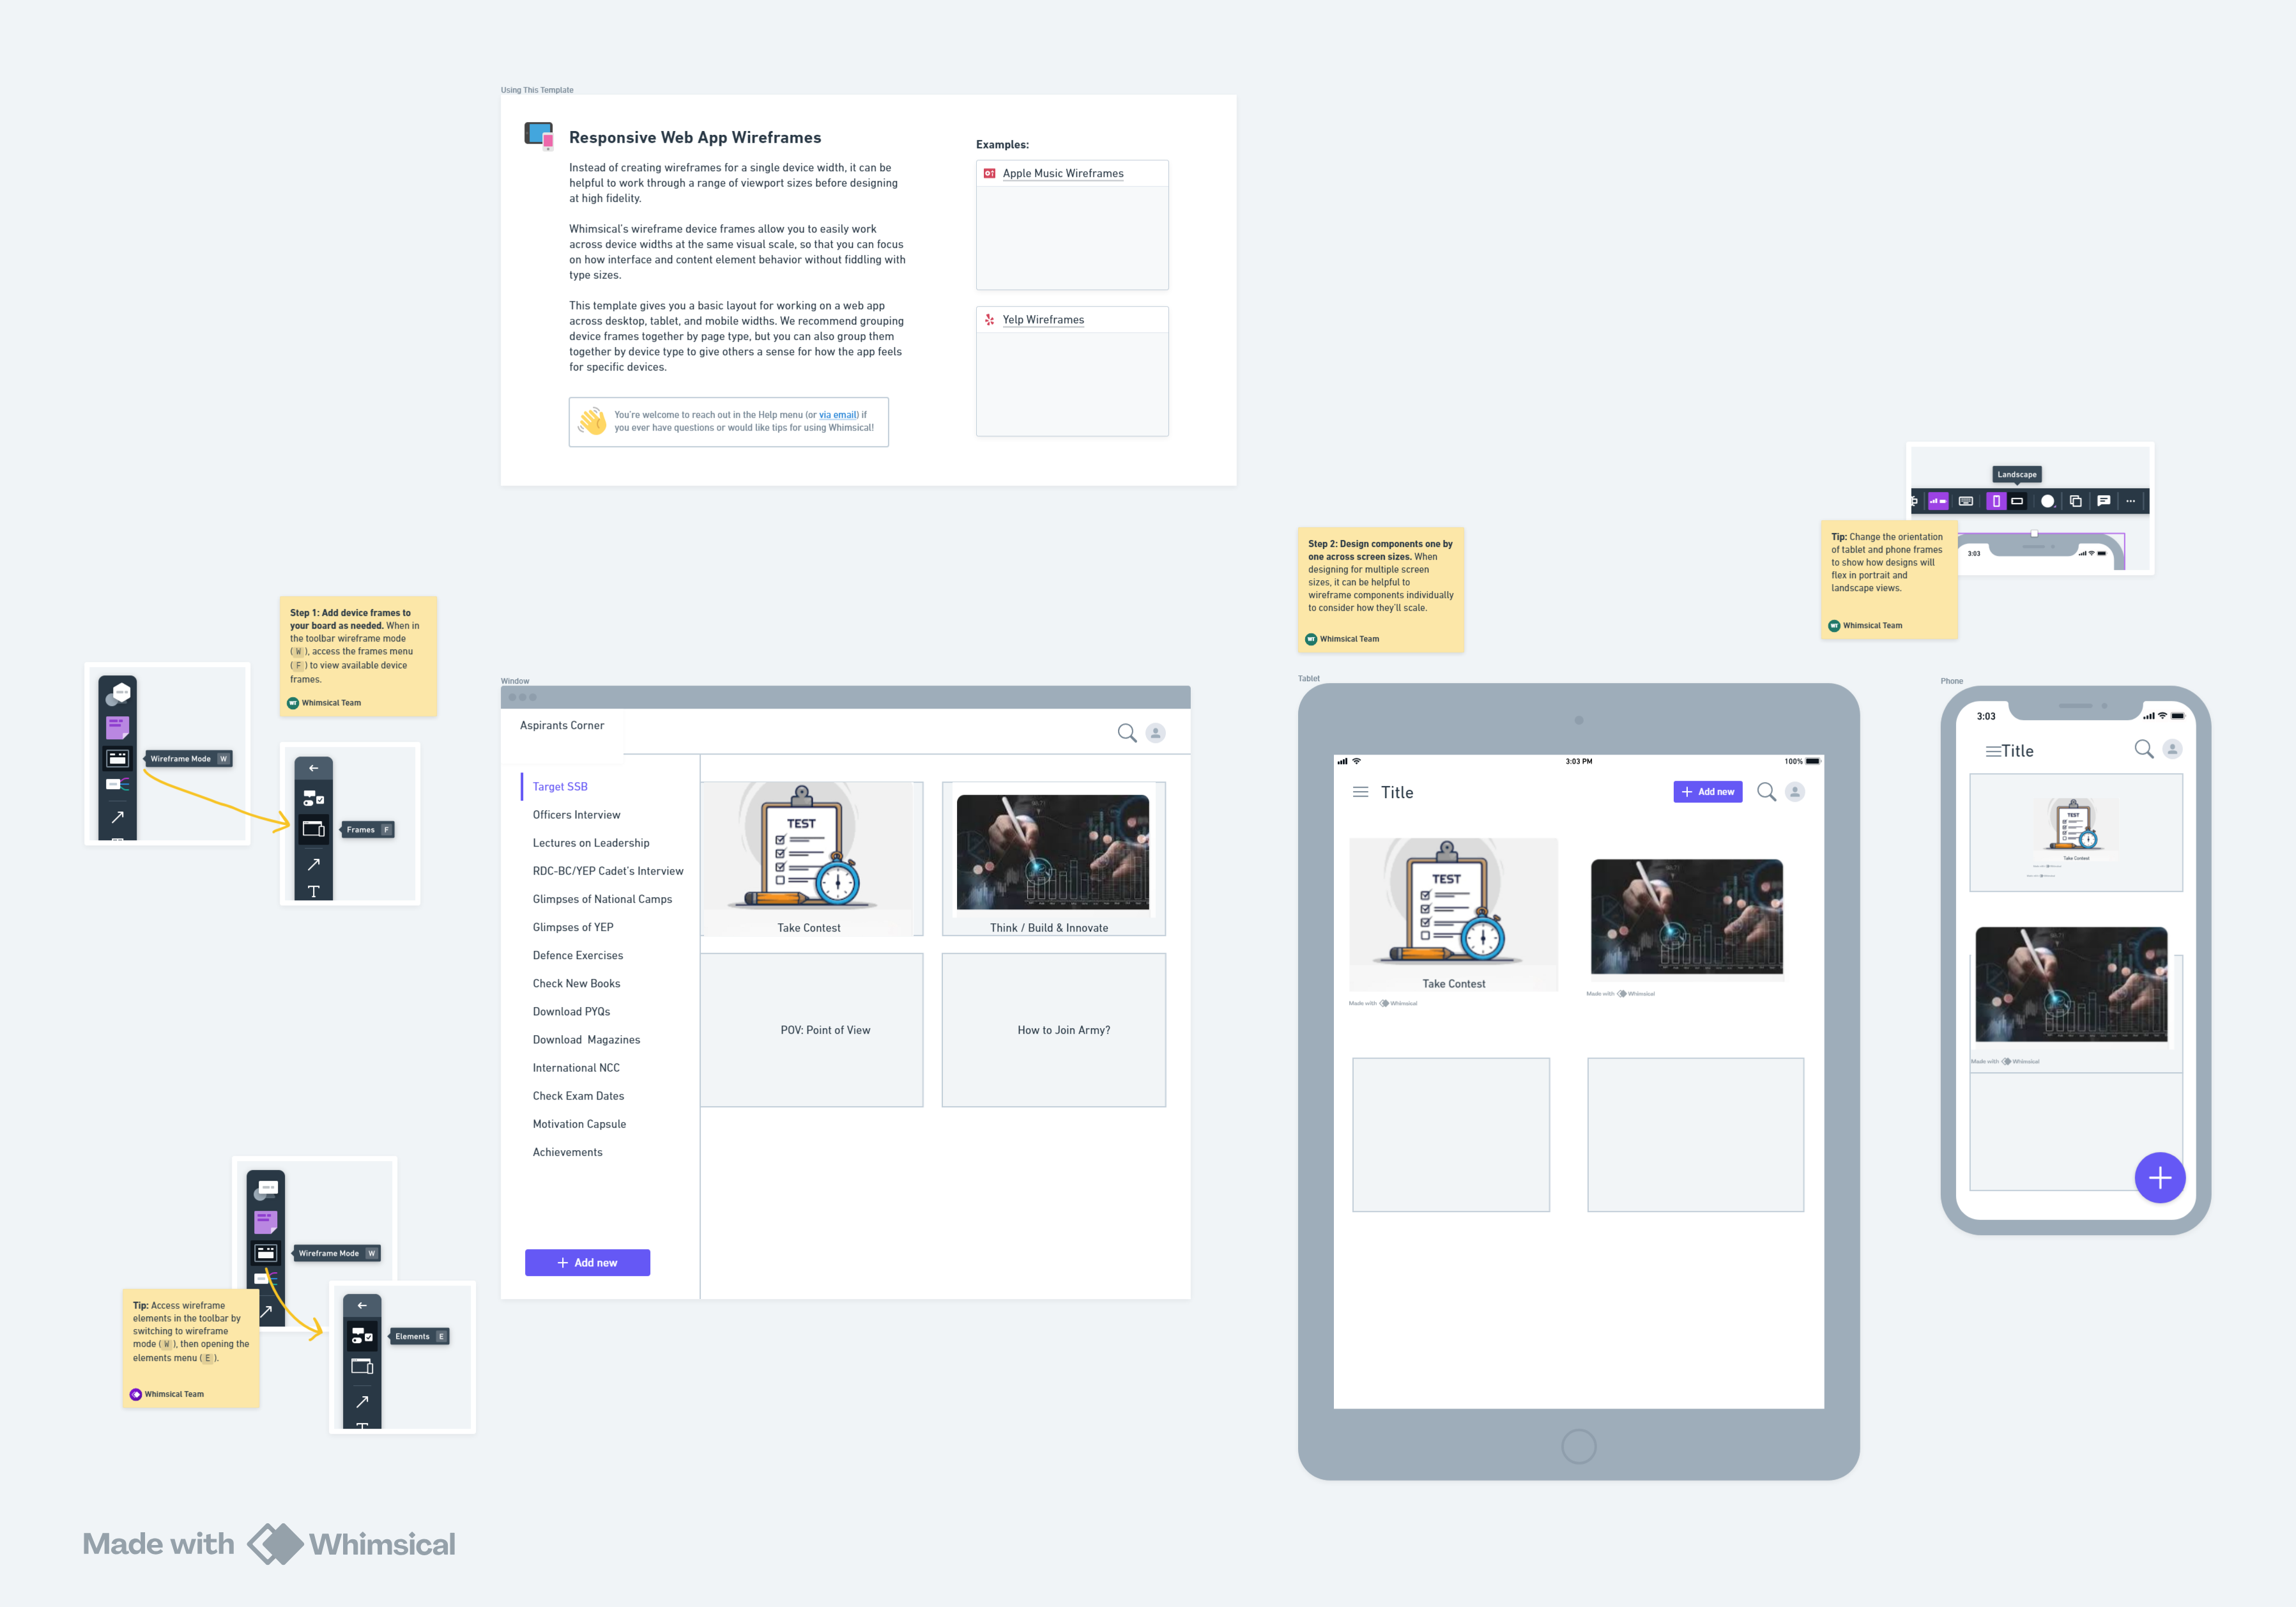 Using This Template
Responsive Web App Wireframes
Instead of creating wireframes for a single device width, it can be
helpful to work through a range of viewport sizes before designing
at high fidelity.
Whimsical's wireframe device frames allow you to easily work
across device widths at the same visual scale, so that you can focus
on how interface and content element behavior without fiddling with
type sizes.
This template gives you a basic layout for working on a web app
across desktop, tablet, and mobile widths. We recommend grouping
device frames together by page type, but you can also group them
together by device type to give others a sense for how the app feels
for specific devices.
You're welcome to reach out in the Help menu (or via email) if
you ever have questions or would like tips for using Whimsical!
Examples:
Apple Music Wireframes
Yelp Wireframes
Landscape
3:03
Tip: Change the orientation
of tablet and phone frames
to show how designs will
flex in portrait and
landscape views.
WT Whimsical Team
Step 2: Design components one by
one across screen sizes. When
designing for multiple screen
sizes, it can be helpful to
wireframe components individually
to consider how they'll scale.
WT Whimsical Team
Step 1: Add device frames to
your board as needed. When in
the toolbar wireframe mode
( W ), access the frames menu
( F ) to view available device
frames.
WT Whimsical Team
Wireframe Mode W
Frames F
T
Window
Aspirants Corner
Target SSB
Officers Interview
Lectures on Leadership
RDC-BC/YEP Cadet's Interview
Glimpses of National Camps
Glimpses of YEP
Defence Exercises
Check New Books
Download PYQs
Download  Magazines
International NCC
Check Exam Dates
Motivation Capsule
Achievements
+ Add new
TEST
Take Contest
Think / Build & Innovate
POV: Point of View
How to Join Army?
Tablet
3:03 PM
100%
Title
+ Add new
TEST
Take Contest
Made with Whimsical
Made with Whimsical
Phone
3:03
Title
TEST
Take Contest
Made with Whimsical
Wireframe Mode W
Elements E
Tip: Access wireframe
elements in the toolbar by
switching to wireframe
mode ( W ), then opening the
elements menu ( E ).
Whimsical Team
Made with Whimsical